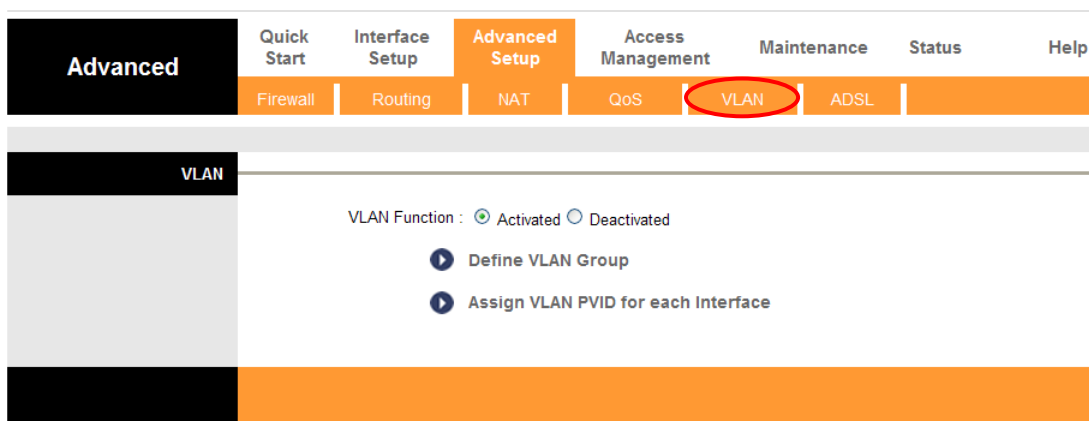 Advanced
Quick Start
Interface Setup
Advanced Setup
Access Management
Maintenance
Status
Help
Firewall
Routing
NAT
QoS
VLAN
ADSL
VLAN
VLAN Function : Activated Deactivated
Define VLAN Group
Assign VLAN PVID for each Interface